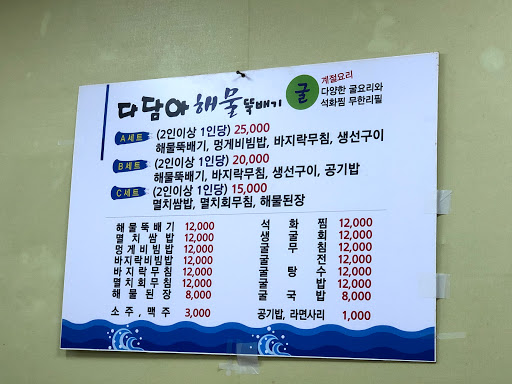 다담아 해물 뚝배기
굴
계절요리
다양한 굴요리와
석화찜 무한리필
A세트 (2인이상 1인당) 25,000
해물뚝배기, 멍게비빔밥, 바지락무침, 생선구이
B세트 (2인이상 1인당) 20,000
해물뚝배기, 바지락무침, 생선구이, 공기밥
C세트 (2인이상 1인당) 15,000
멸치쌈밥, 멸치회무침, 해물된장
해물뚝배기 12,000
멸치쌈밥 12,000
멍게비빔밥 12,000
바지락비빔밥 12,000
바지락무침 12,000
멸치회무침 12,000
해물된장 8,000
소주, 맥주 3,000
석화찜 12,000
생굴회 12,000
굴무침 12,000
굴전 12,000
굴탕수 12,000
굴밥 12,000
굴국밥 8,000
공기밥, 라면사리 1,000